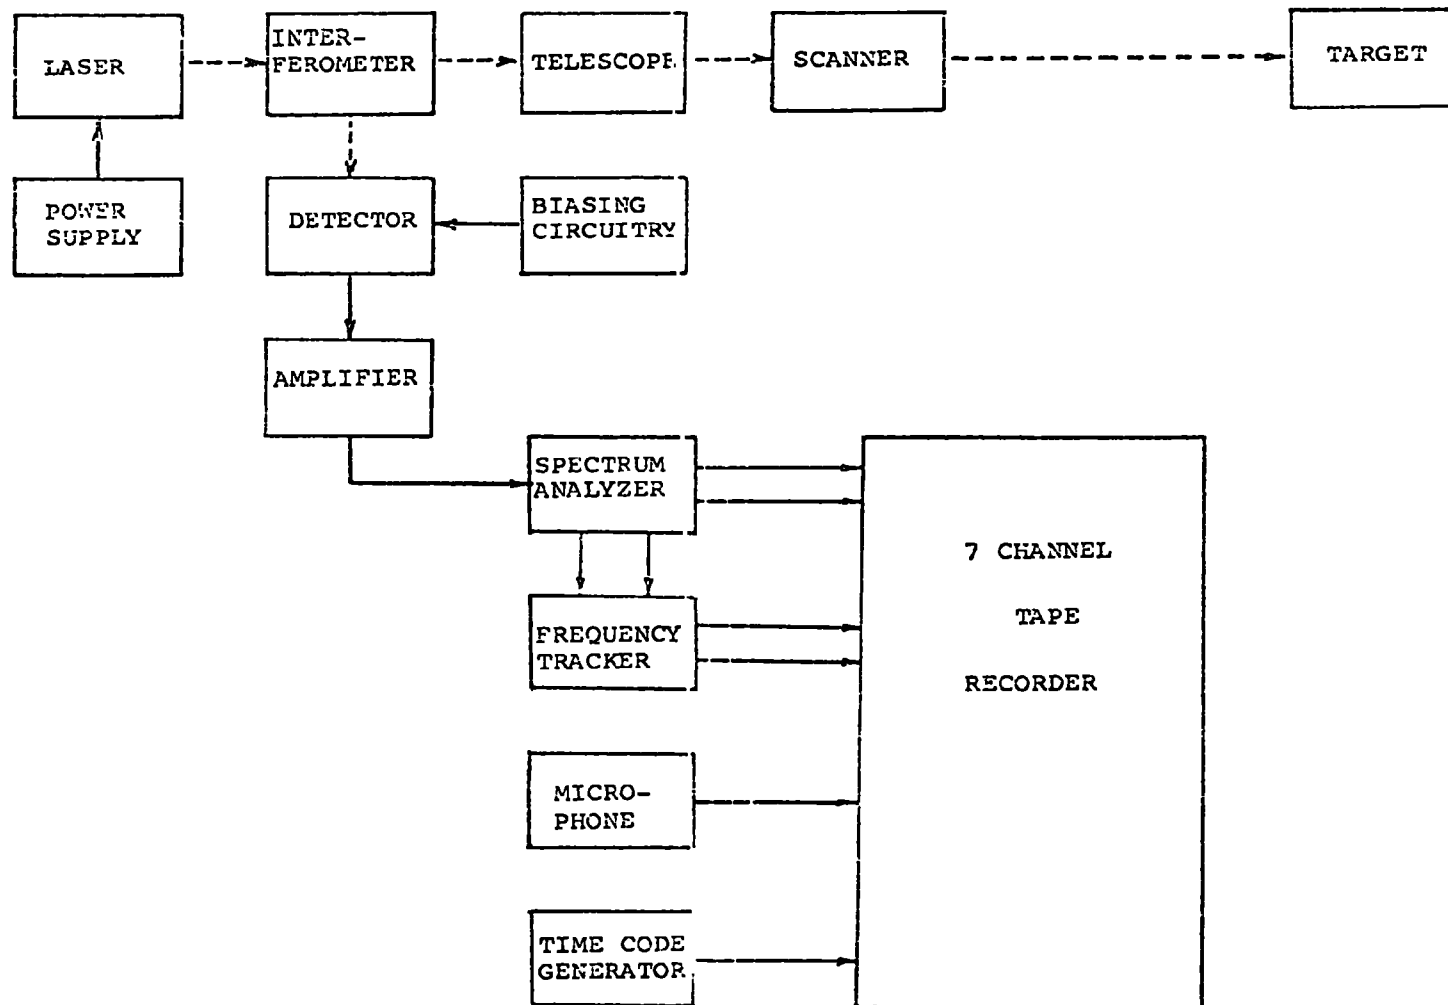 LASER
INTER-
FEROMETER
TELESCOPE
SCANNER
TARGET
POWER
SUPPLY
DETECTOR
BIASING
CIRCUITRY
AMPLIFIER
SPECTRUM
ANALYZER
7 CHANNEL
TAPE
RECORDER
FREQUENCY
TRACKER
MICRO-
PHONE
TIME CODE
GENERATOR